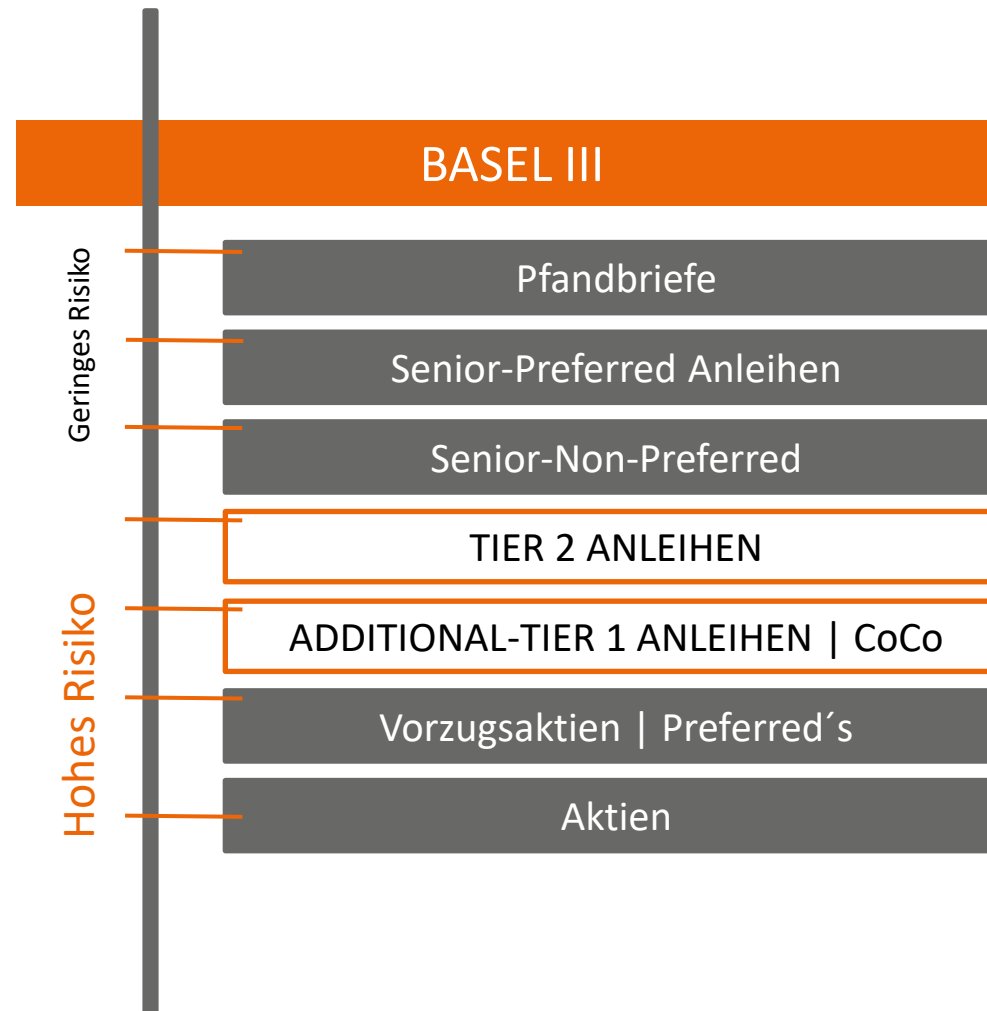 BASEL III
Geringes Risiko
Pfandbriefe
Senior-Preferred Anleihen
Senior-Non-Preferred
TIER 2 ANLEIHEN
Hohes Risiko
ADDITIONAL-TIER 1 ANLEIHEN | CoCo
Vorzugsaktien | Preferred´s
Aktien